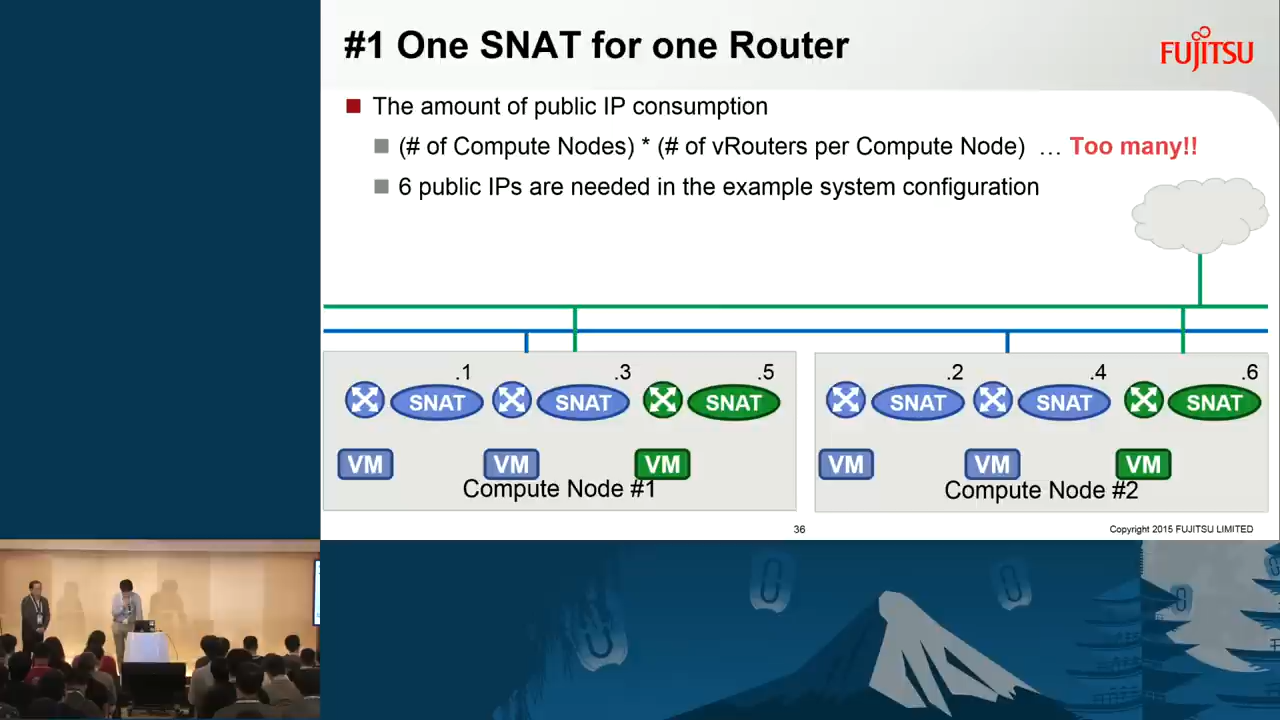 #1 One SNAT for one Router
FUJITSU
The amount of public IP consumption
(# of Compute Nodes) * (# of vRouters per Compute Node) … Too many!!
6 public IPs are needed in the example system configuration
.1 .3 .5
SNAT SNAT SNAT
VM VM VM
Compute Node #1
.2 .4 .6
SNAT SNAT SNAT
VM VM VM
Compute Node #2
36
Copyright 2015 FUJITSU LIMITED